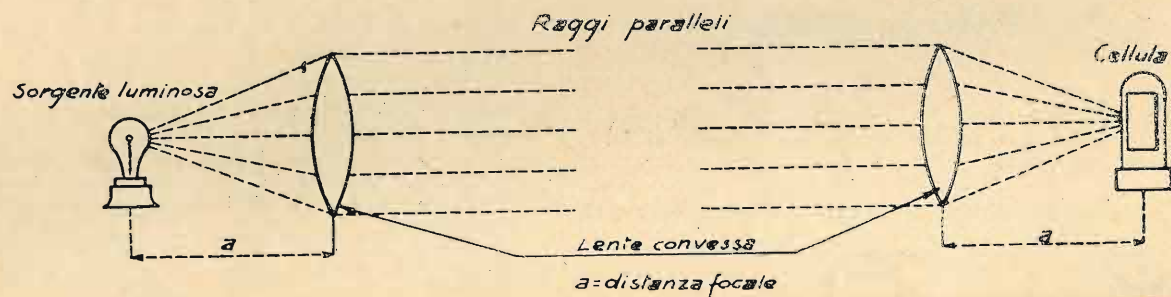 Raggi paralleli
Sorgente luminosa
Cellula
a
Lente convessa
a
a=distanza focale